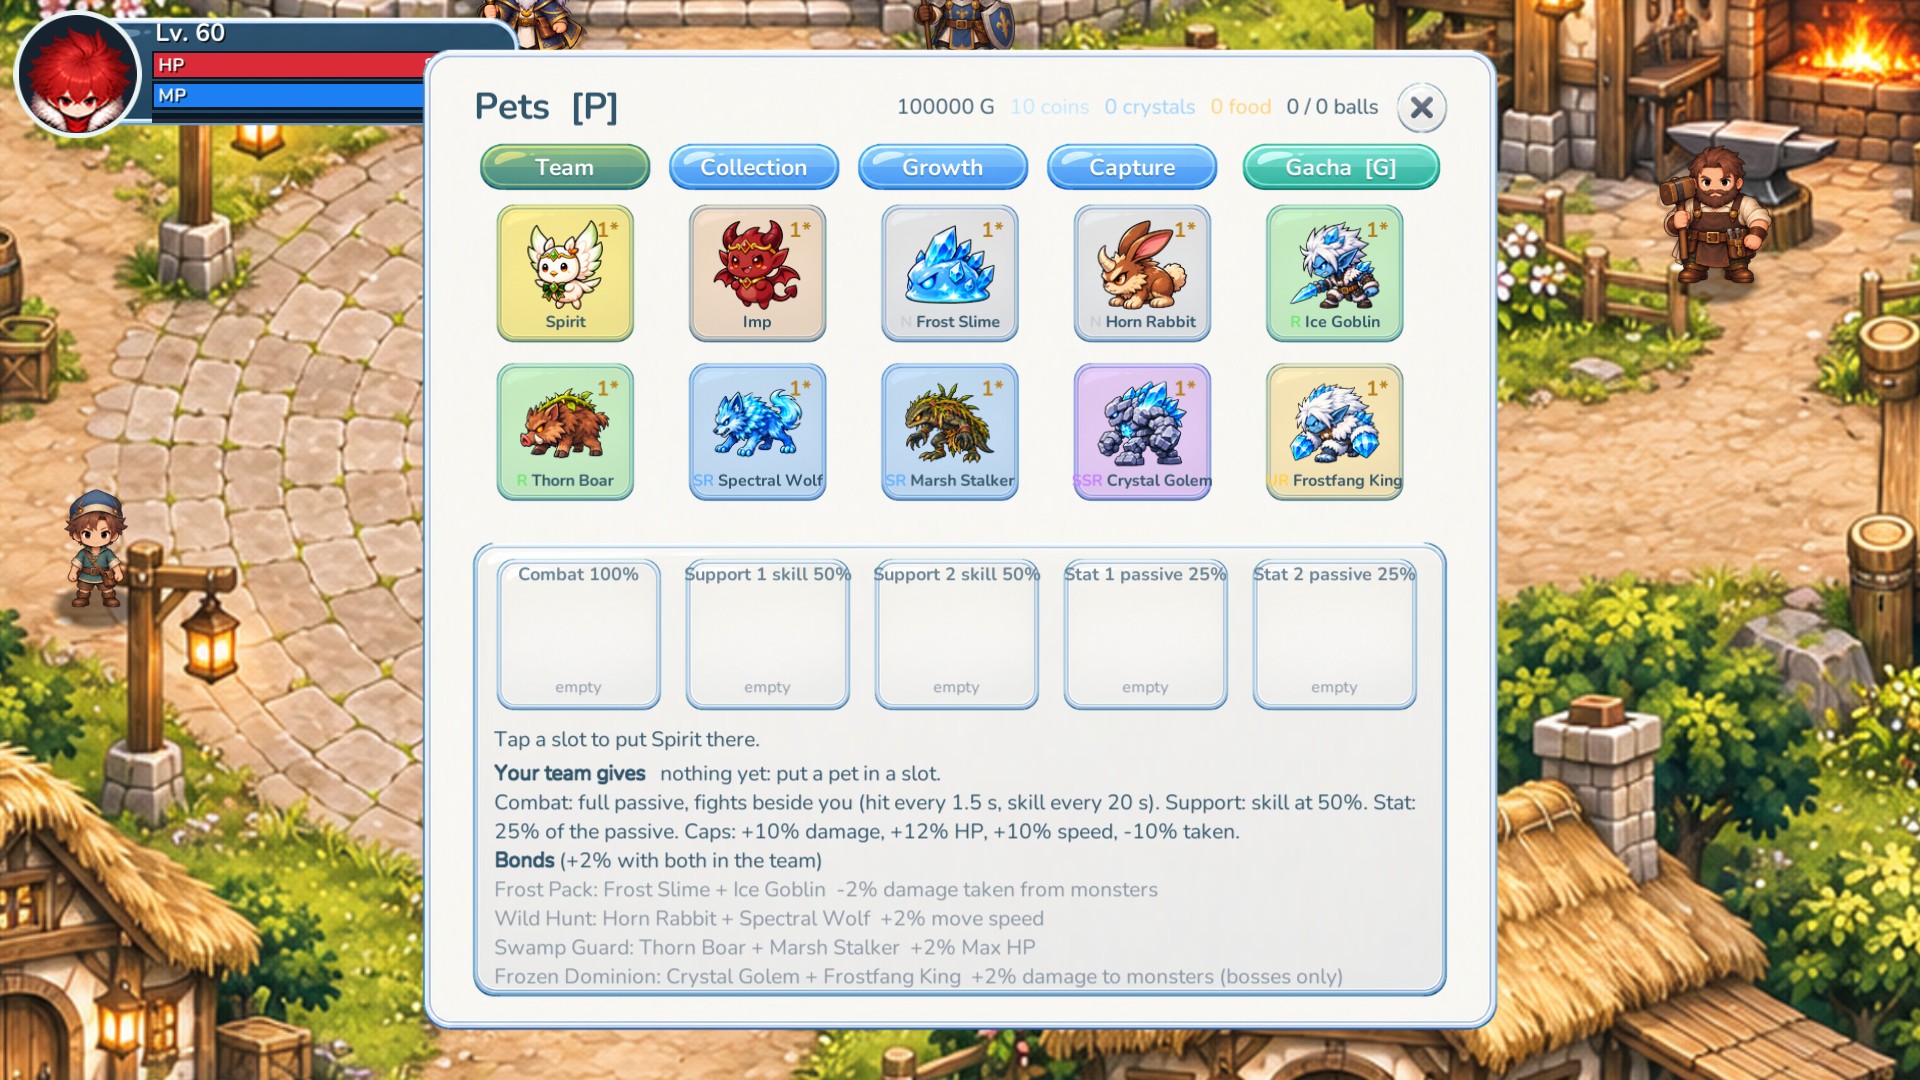 Lv. 60
HP
MP
Pets [P]
100000 G 10 coins 0 crystals 0 food 0 / 0 balls
Team Collection Growth Capture Gacha [G]
1* 1* 1* 1* 1*
Spirit Imp N Frost Slime N Horn Rabbit R Ice Goblin
1* 1* 1* 1* 1*
R Thorn Boar SR Spectral Wolf SR Marsh Stalker SSR Crystal Golem UR Frostfang King
Combat 100% Support 1 skill 50% Support 2 skill 50% Stat 1 passive 25% Stat 2 passive 25%
empty empty empty empty empty
Tap a slot to put Spirit there.
Your team gives nothing yet: put a pet in a slot.
Combat: full passive, fights beside you (hit every 1.5 s, skill every 20 s). Support: skill at 50%. Stat:
25% of the passive. Caps: +10% damage, +12% HP, +10% speed, -10% taken.
Bonds (+2% with both in the team)
Frost Pack: Frost Slime + Ice Goblin -2% damage taken from monsters
Wild Hunt: Horn Rabbit + Spectral Wolf +2% move speed
Swamp Guard: Thorn Boar + Marsh Stalker +2% Max HP
Frozen Dominion: Crystal Golem + Frostfang King +2% damage to monsters (bosses only)